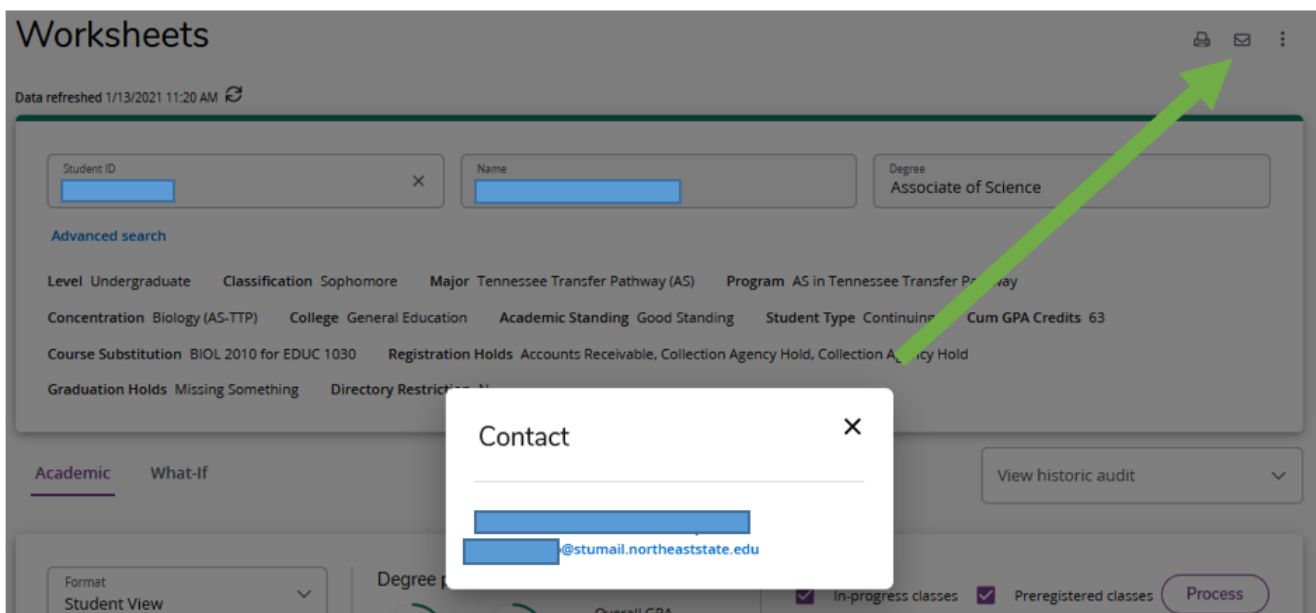 Worksheets
Data refreshed 1/13/2021 11:20 AM
Student ID
Name
Degree
Associate of Science
Advanced search
Level Undergraduate Classification Sophomore Major Tennessee Transfer Pathway (AS) Program AS in Tennessee Transfer
Concentration Biology (AS-TTP) College General Education Academic Standing Good Standing Student Type Continuing Cum GPA Credits 63
Course Substitution BIOL 2010 for EDUC 1030 Registration Holds Accounts Receivable, Collection Agency Hold, Collection Agency Hold
Graduation Holds Missing Something Directory
Contact
@stumail.northeaststate.edu
Academic What-If
View historic audit
Format
Student View
Degree
Overall GPA
In-progress classes Preregistered classes Process